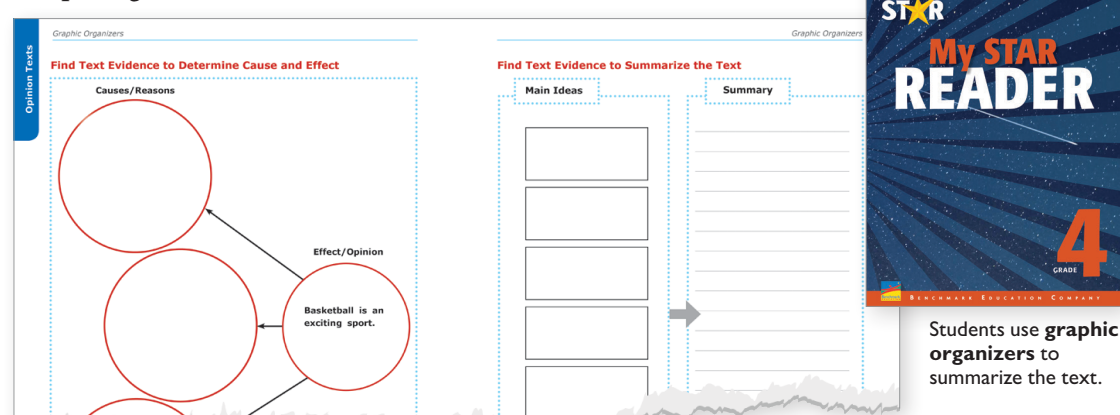 Graphic Organizers
Opinion Texts
Find Text Evidence to Determine Cause and Effect
Causes/Reasons
Effect/Opinion
Basketball is an
exciting sport.
Graphic Organizers
Find Text Evidence to Summarize the Text
Main Ideas
Summary
STAR
My STAR
READER
4
GRADE
BENCHMARK EDUCATION COMPANY
Students use graphic
organizers to
summarize the text.